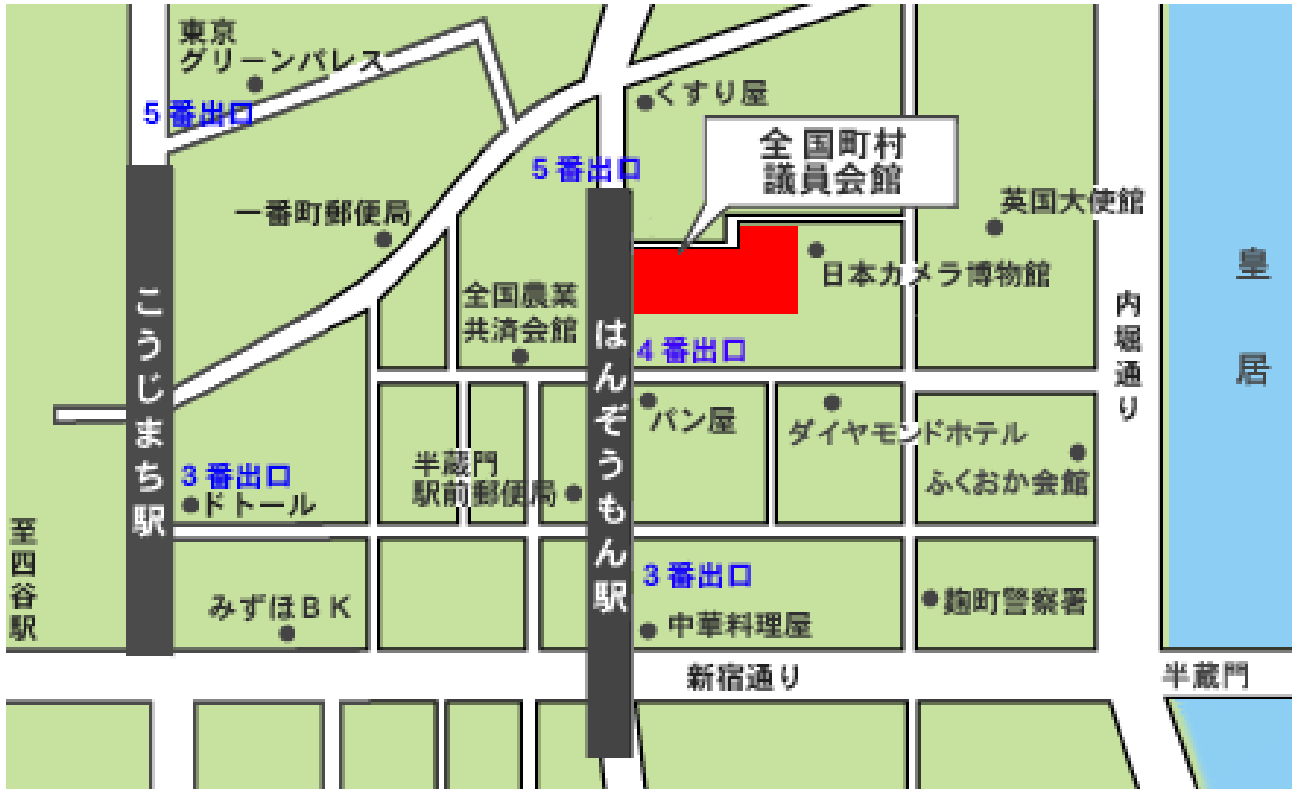 東京
グリーンパレス
5番出口
くすり屋
全国町村
議員会館
5番出口
英国大使館
一番町郵便局
日本カメラ博物館
皇居
全国農業
共済会館
こうじまち駅
はんぞうもん駅
内堀通り
4番出口
パン屋
ダイヤモンドホテル
半蔵門
駅前郵便局
3番出口
ドトール
ふくおか会館
至四谷駅
3番出口
みずほBK
中華料理屋
麹町警察署
新宿通り
半蔵門